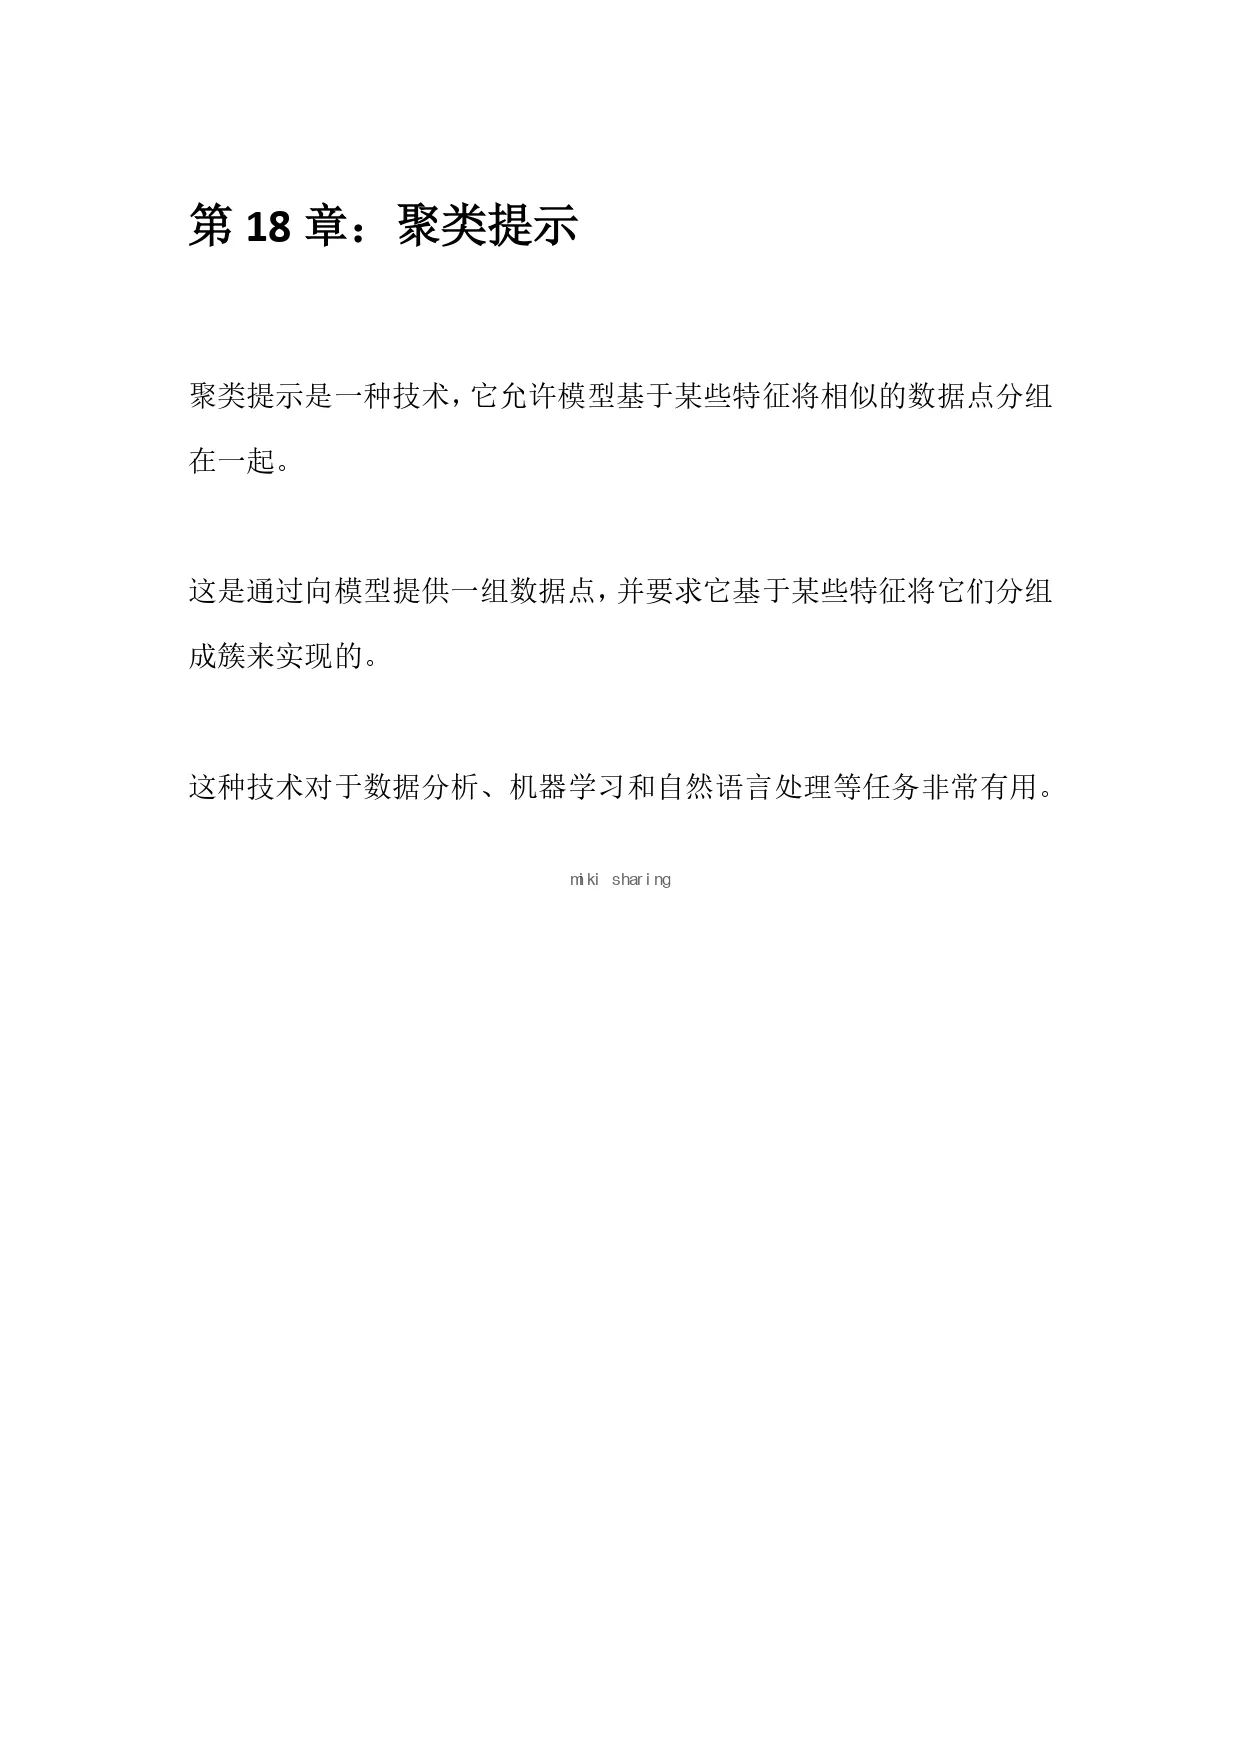 第 18 章：聚类提示
聚类提示是一种技术，它允许模型基于某些特征将相似的数据点分组
在一起。
这是通过向模型提供一组数据点，并要求它基于某些特征将它们分组
成簇来实现的。
这种技术对于数据分析、机器学习和自然语言处理等任务非常有用。
miki sharing